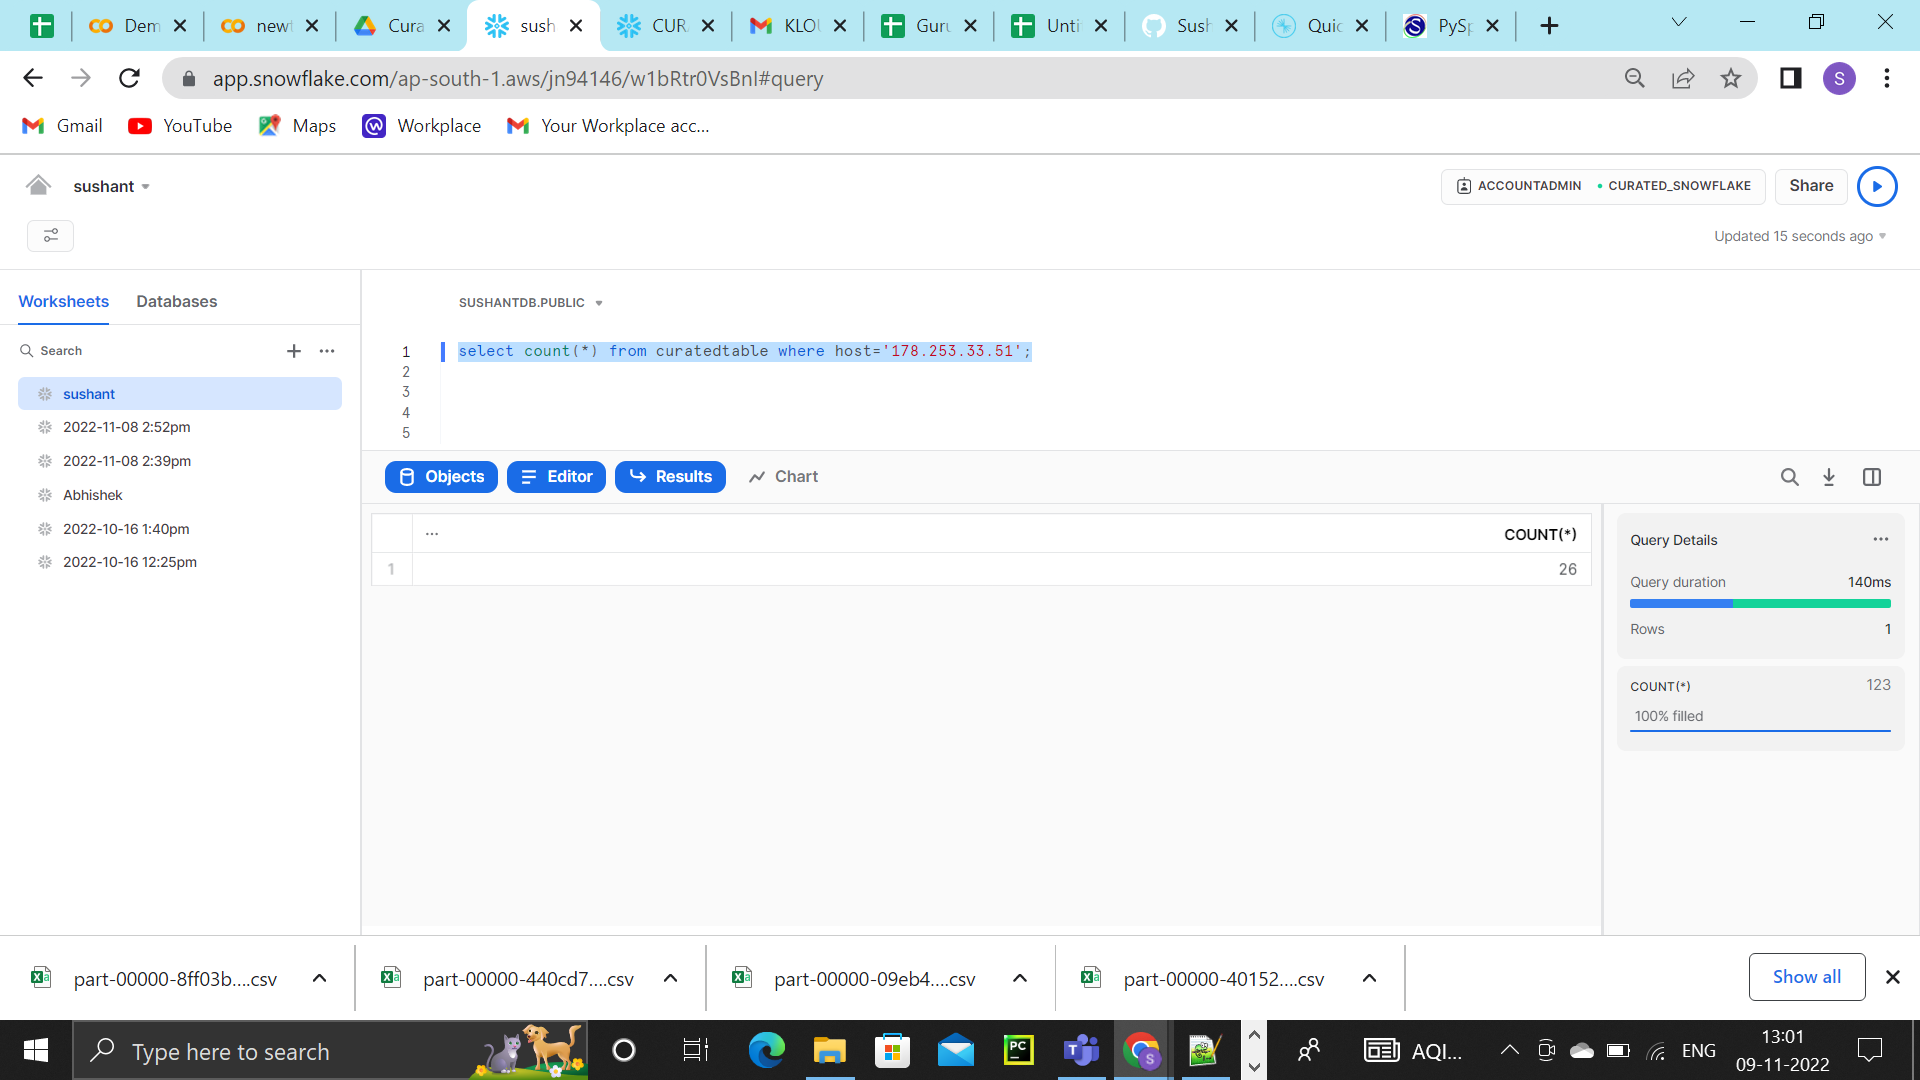 Dem
newt
Cura
sush
CUR
KLOU
Guru
Unti
Sush
Quic
PySp
app.snowflake.com/ap-south-1.aws/jn94146/w1bRtr0VsBnI#query
S
Gmail
YouTube
Maps
Workplace
Your Workplace acc...
sushant
ACCOUNTADMIN
CURATED_SNOWFLAKE
Share
Updated 15 seconds ago
Worksheets
Databases
SUSHANTDB.PUBLIC
Search
sushant
2022-11-08 2:52pm
2022-11-08 2:39pm
Abhishek
2022-10-16 1:40pm
2022-10-16 12:25pm
1 select count(*) from curatedtable where host='178.253.33.51';
2
3
4
5
Objects
Editor
Results
Chart
... COUNT(*)
1 26
Query Details ...
Query duration 140ms
Rows 1
COUNT(*) 123
100% filled
part-00000-8ff03b....csv
part-00000-440cd7....csv
part-00000-09eb4....csv
part-00000-40152....csv
Show all
Type here to search
PC
AQI...
ENG
13:01
09-11-2022